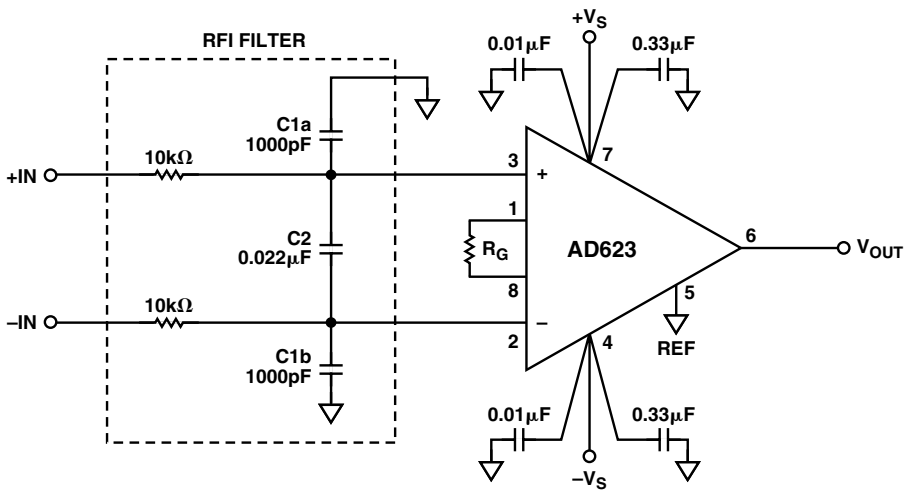 +V_S
RFI FILTER
0.01μF
0.33μF
C1a
1000pF
10kΩ
+IN
3
+
7
1
C2
0.022μF
R_G
AD623
6
V_OUT
8
10kΩ
–IN
–
2
5
REF
4
C1b
1000pF
0.01μF
0.33μF
–V_S